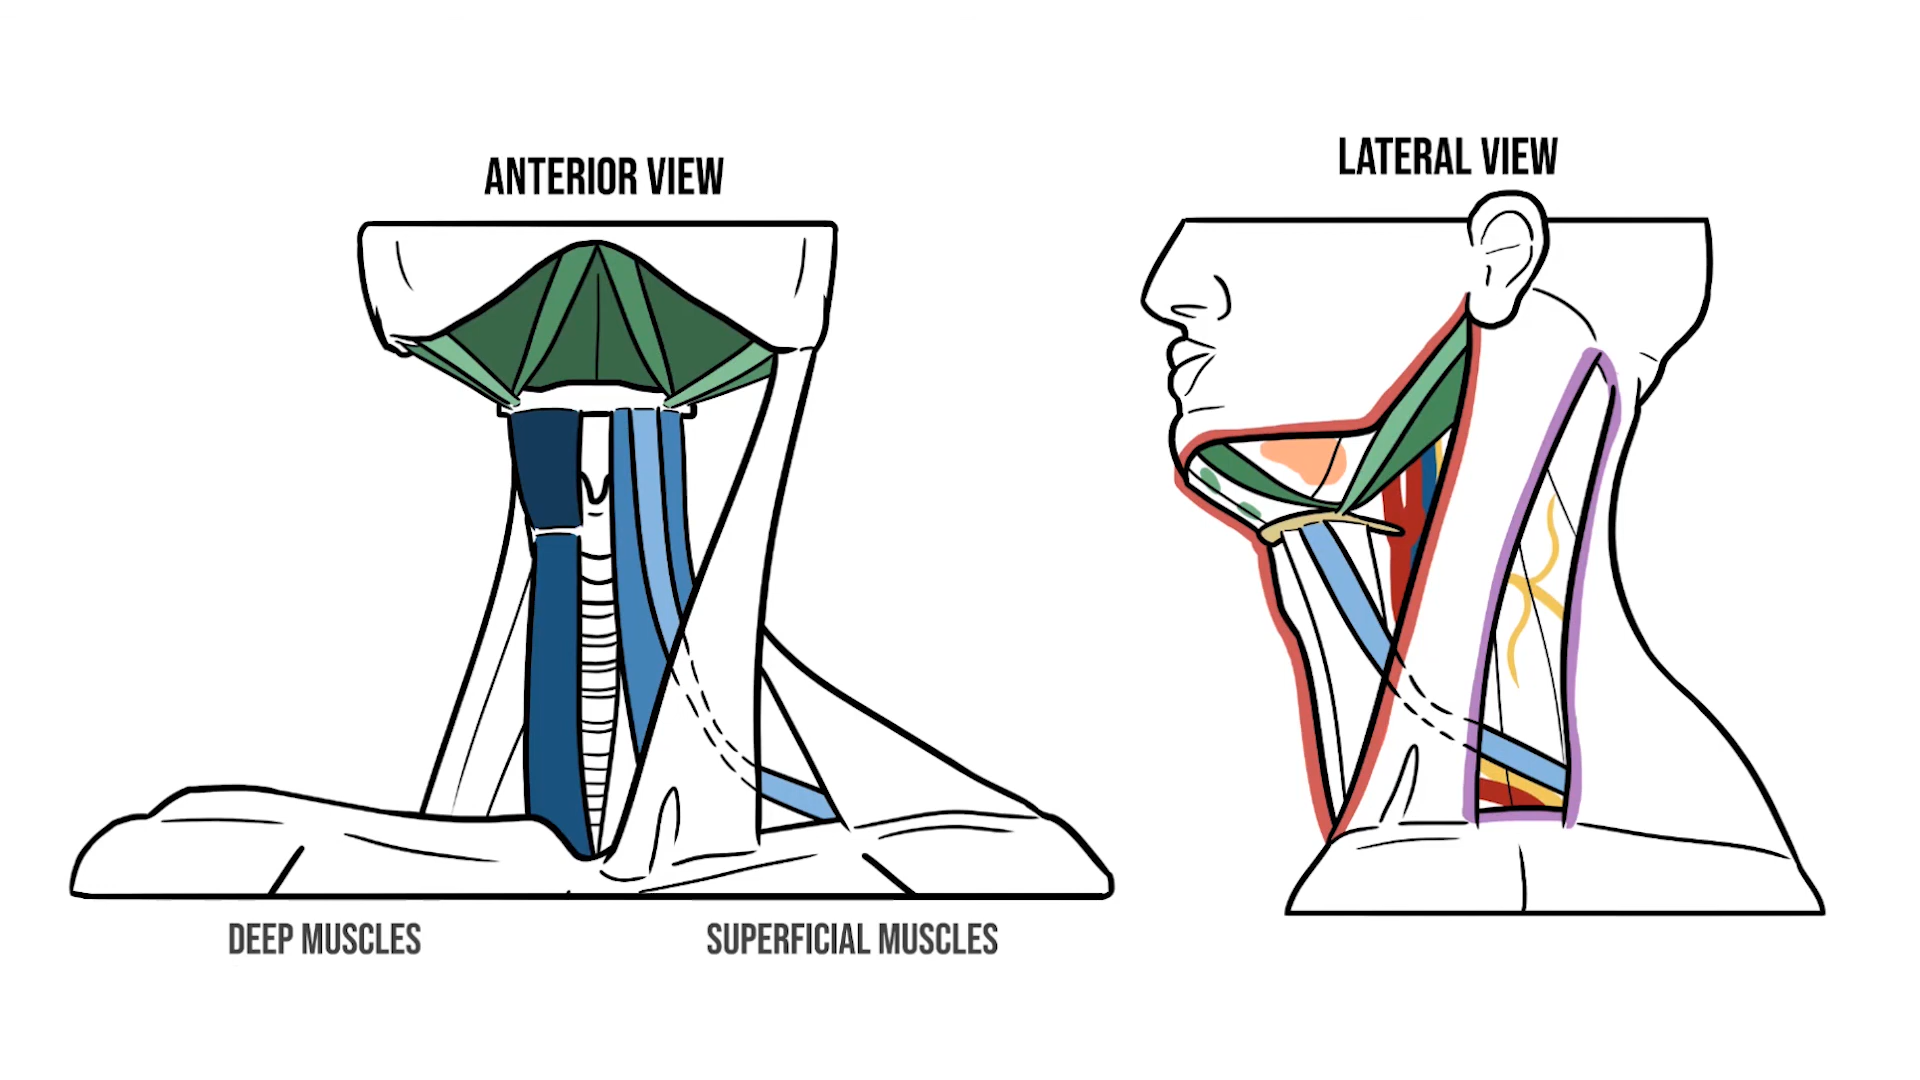 ANTERIOR VIEW
LATERAL VIEW
DEEP MUSCLES
SUPERFICIAL MUSCLES